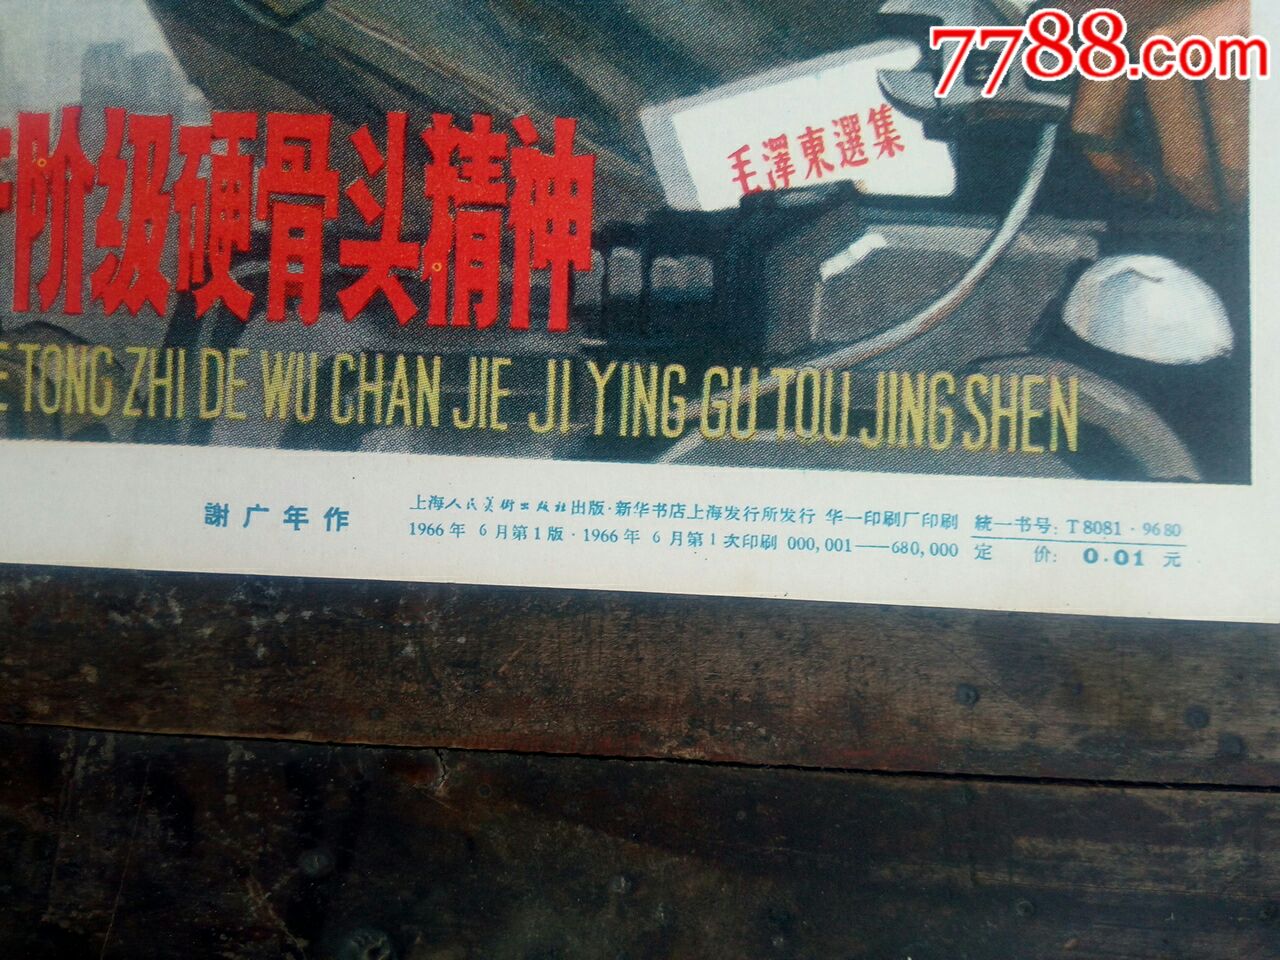 7788.com
毛澤東選集
阶级硬骨头精神
E TONG ZHI DE WU CHAN JIE JI YING GU TOU JING SHEN
謝广年作
上海人民美術出版社出版·新华书店上海发行所发行 华一印刷厂印刷 統一书号：T8081·9680
1966年 6月第1版·1966年 6月第1次印刷 000,001——680,000 定 价：0.01 元